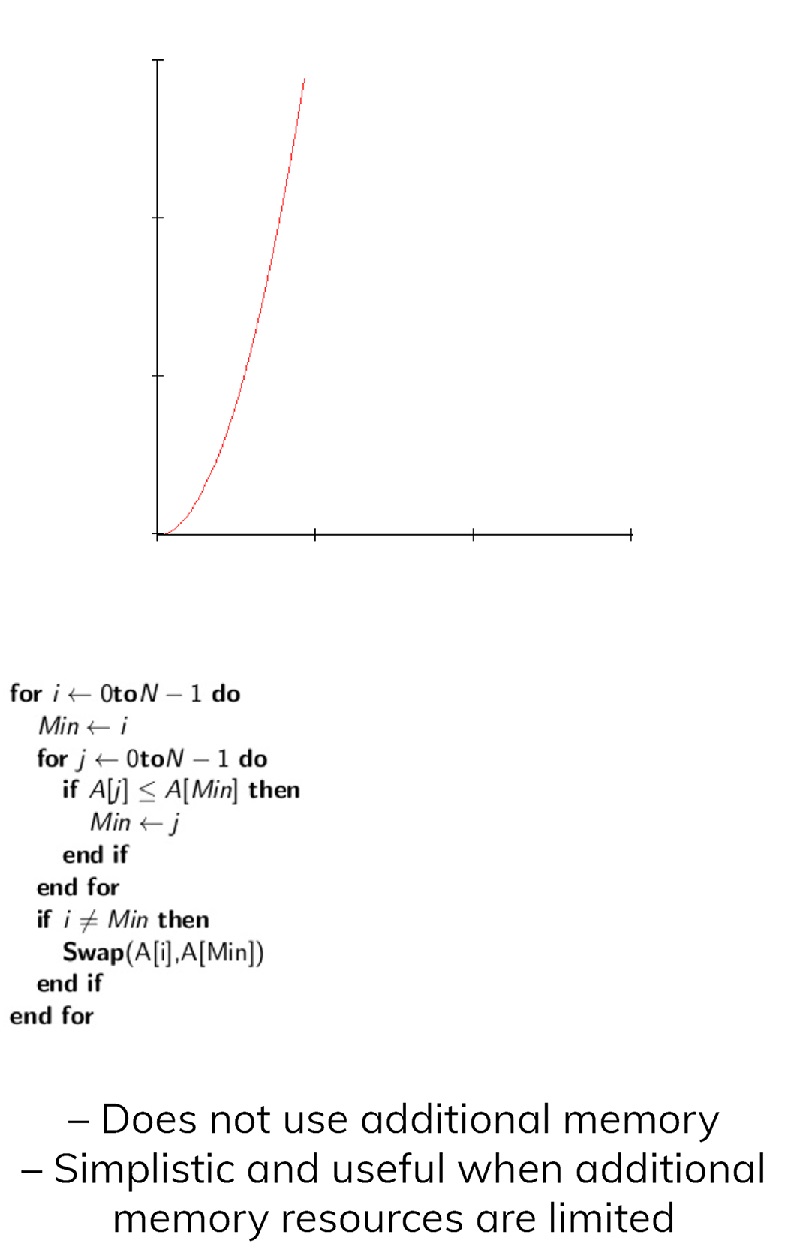 for i ← 0toN − 1 do
Min ← i
for j ← 0toN − 1 do
if A[j] ≤ A[Min] then
Min ← j
end if
end for
if i ≠ Min then
Swap(A[i],A[Min])
end if
end for
– Does not use additional memory
– Simplistic and useful when additional
memory resources are limited